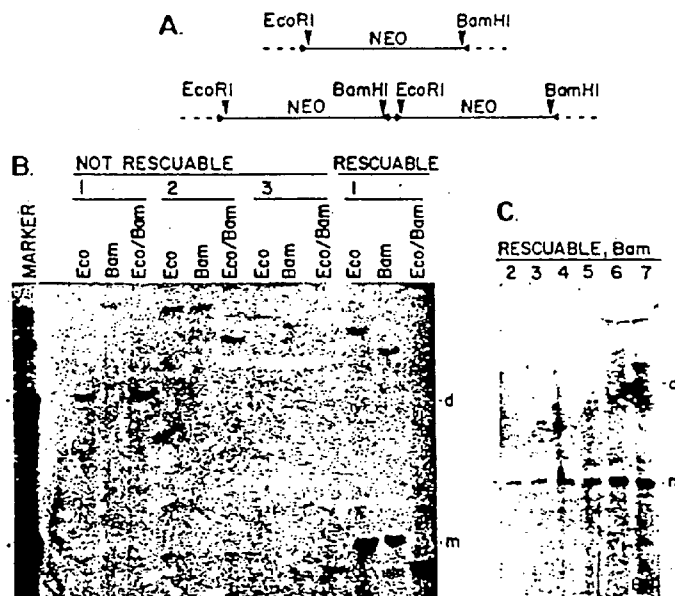 A.
EcoRI BamHI
NEO
EcoRI BamHI EcoRI BamHI
NEO NEO
B.
NOT RESCUABLE RESCUABLE
1 2 3 1
MARKER Eco Bam Eco/Bam Eco Bam Eco/Bam Eco Bam Eco/Bam Eco Bam Eco/Bam
d
m
C.
RESCUABLE, Bam
2 3 4 5 6 7